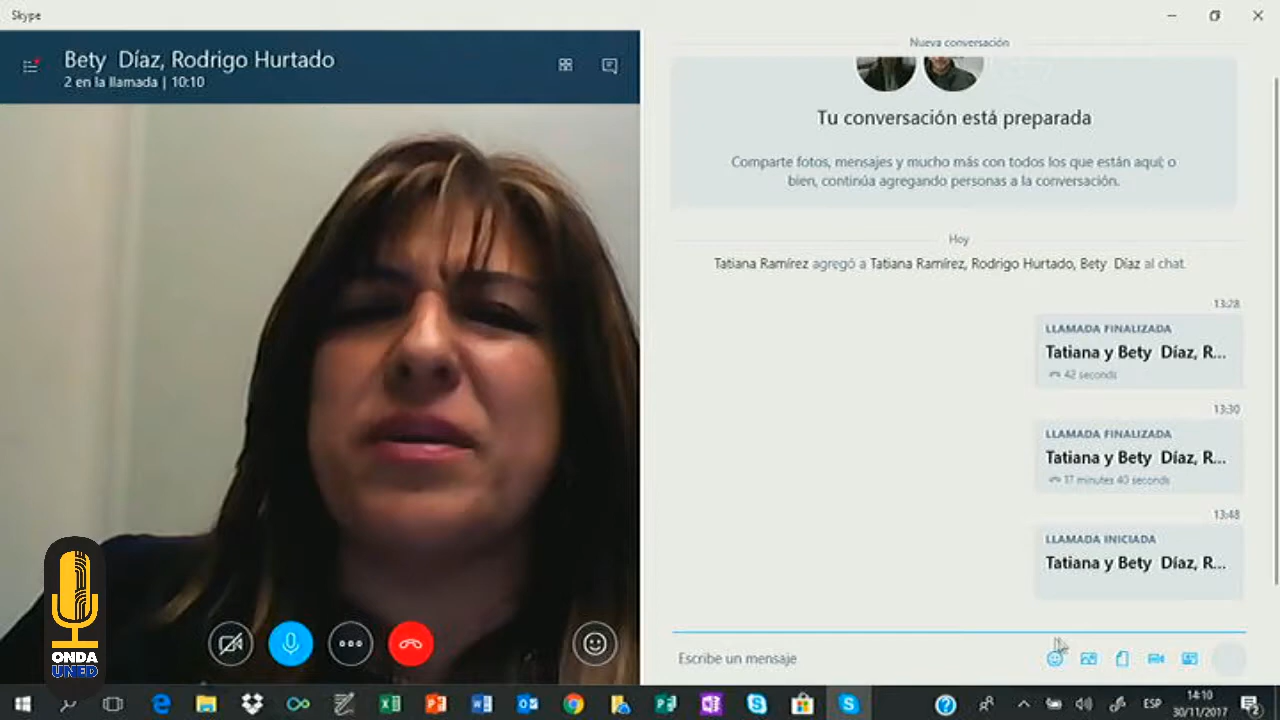 Skype
Bety Díaz, Rodrigo Hurtado
2 en la llamada | 10:10
Nueva conversación
Tu conversación está preparada
Comparte fotos, mensajes y mucho más con todos los que están aquí; o
bien, continúa agregando personas a la conversación.
Hoy
Tatiana Ramírez agregó a Tatiana Ramírez, Rodrigo Hurtado, Bety Díaz al chat.
13:28
LLAMADA FINALIZADA
Tatiana y Bety Díaz, R...
42 seconds
13:30
LLAMADA FINALIZADA
Tatiana y Bety Díaz, R...
17 minutes 40 seconds
13:48
LLAMADA INICIADA
Tatiana y Bety Díaz, R...
Escribe un mensaje
ONDA
UNED
ESP
14:10
30/11/2017